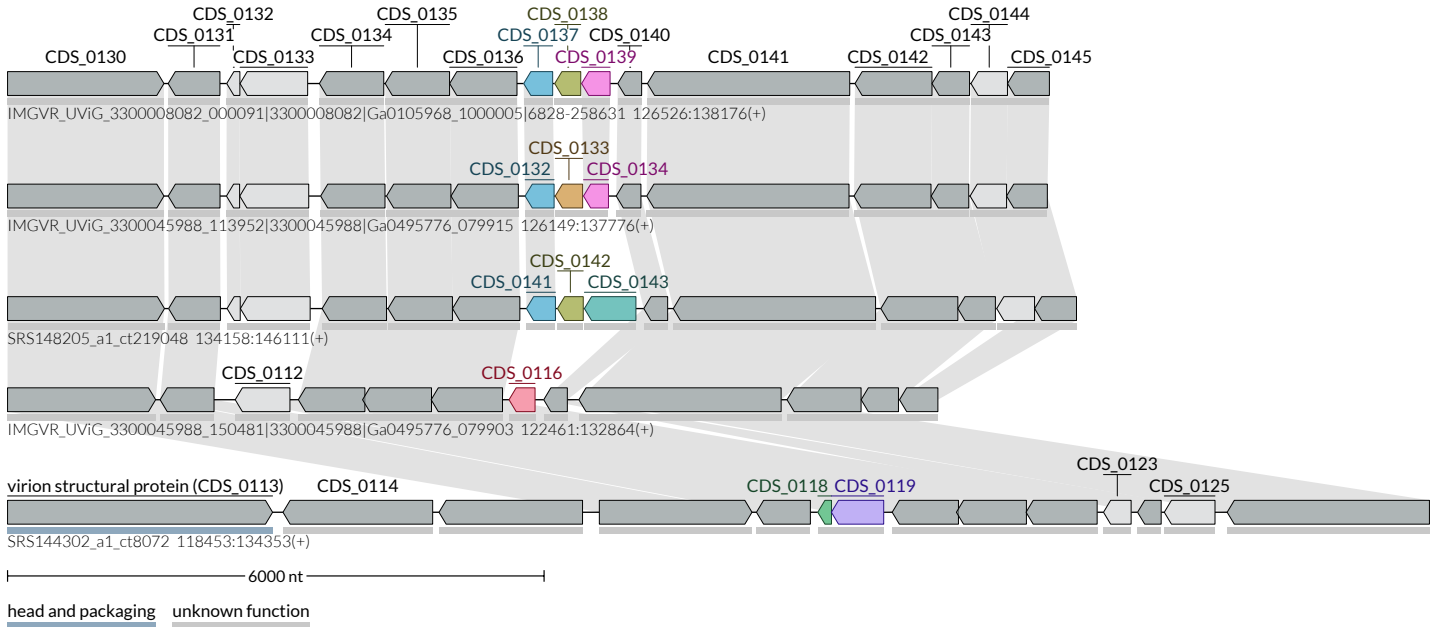 CDS_0132 CDS_0135 CDS_0138 CDS_0144
CDS_0131 CDS_0134 CDS_0137 CDS_0140 CDS_0143
CDS_0130 CDS_0133 CDS_0136 CDS_0139 CDS_0141 CDS_0142 CDS_0145
IMGVR_UViG_3300008082_000091|3300008082|Ga0105968_1000005|6828-258631 126526:138176(+)
CDS_0133
CDS_0132 CDS_0134
IMGVR_UViG_3300045988_113952|3300045988|Ga0495776_079915 126149:137776(+)
CDS_0142
CDS_0141 CDS_0143
SRS148205_a1_ct219048 134158:146111(+)
CDS_0112 CDS_0116
IMGVR_UViG_3300045988_150481|3300045988|Ga0495776_079903 122461:132864(+)
CDS_0123
virion structural protein (CDS_0113) CDS_0114 CDS_0118 CDS_0119 CDS_0125
SRS144302_a1_ct8072 118453:134353(+)
6000 nt
head and packaging unknown function